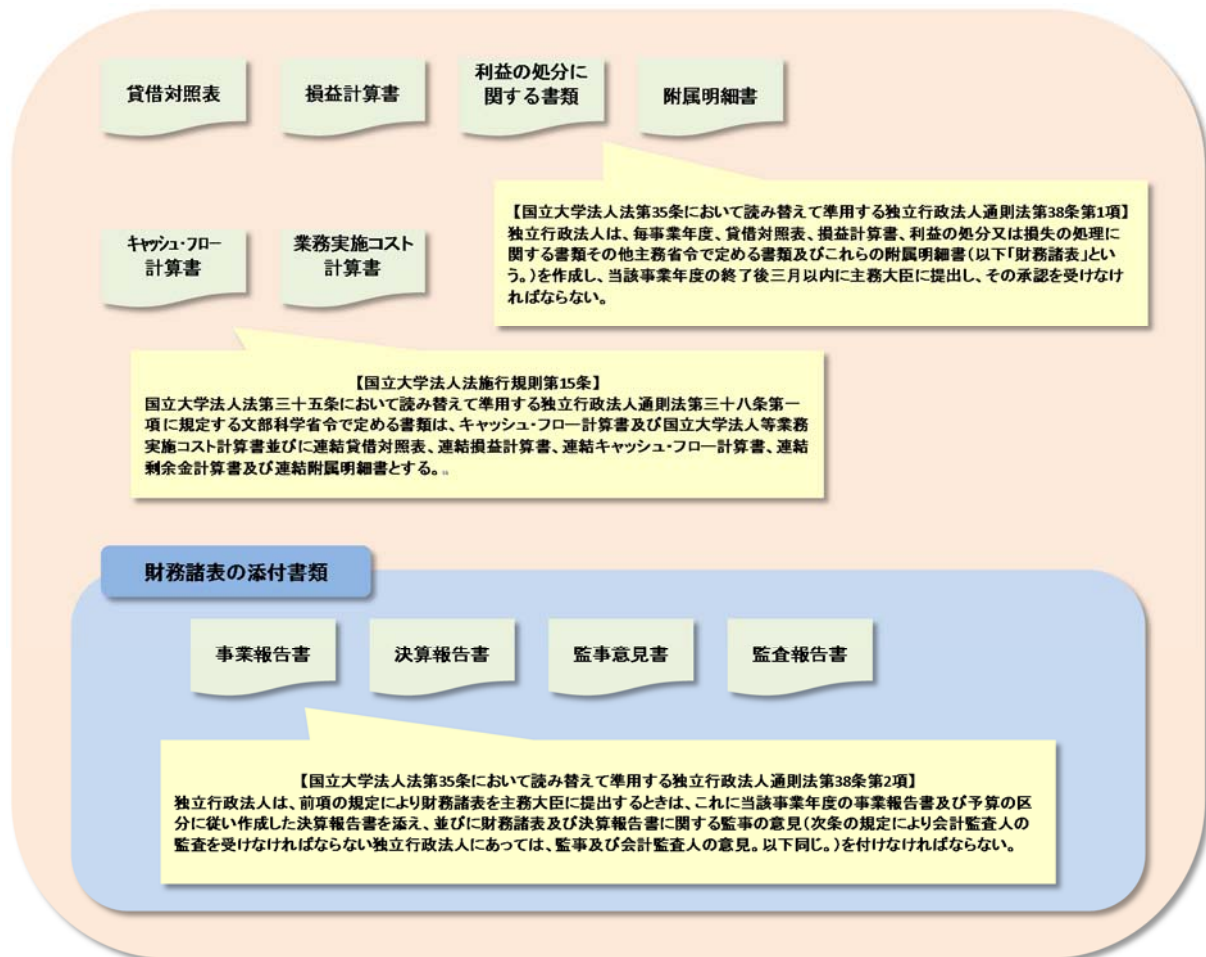 貸借対照表
損益計算書
利益の処分に
関する書類
附属明細書
【国立大学法人法第35条において読み替えて準用する独立行政法人通則法第38条第1項】
独立行政法人は、毎事業年度、貸借対照表、損益計算書、利益の処分又は損失の処理に
関する書類その他主務省令で定める書類及びこれらの附属明細書(以下「財務諸表」とい
う。)を作成し、当該事業年度の終了後三月以内に主務大臣に提出し、その承認を受けなけ
ればならない。
キャッシュ・フロー
計算書
業務実施コスト
計算書
【国立大学法人法施行規則第15条】
国立大学法人法第三十五条において読み替えて準用する独立行政法人通則法第三十八条第一
項に規定する文部科学省令で定める書類は、キャッシュ・フロー計算書及び国立大学法人等業務
実施コスト計算書並びに連結貸借対照表、連結損益計算書、連結キャッシュ・フロー計算書、連結
剰余金計算書及び連結附属明細書とする。
財務諸表の添付書類
事業報告書
決算報告書
監事意見書
監査報告書
【国立大学法人法第35条において読み替えて準用する独立行政法人通則法第38条第2項】
独立行政法人は、前項の規定により財務諸表を主務大臣に提出するときは、これに当該事業年度の事業報告書及び予算の区
分に従い作成した決算報告書を添え、並びに財務諸表及び決算報告書に関する監事の意見(次条の規定により会計監査人の
監査を受けなければならない独立行政法人にあっては、監事及び会計監査人の意見。以下同じ。)を付けなければならない。